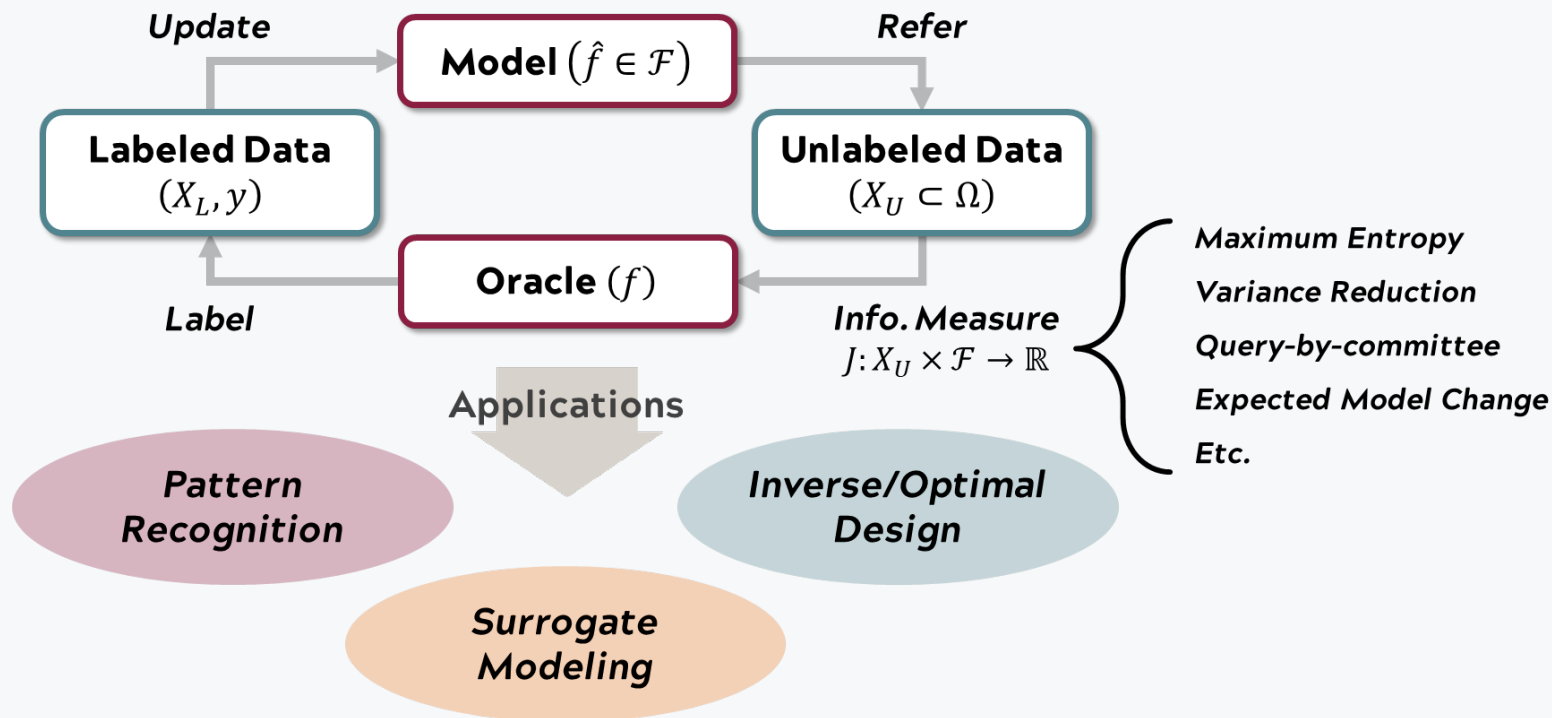 Update
Refer
Model (f̂ ∈ ℱ)
Labeled Data
(X_L, y)
Unlabeled Data
(X_U ⊂ Ω)
Oracle (f)
Label
Info. Measure
J: X_U × ℱ → ℝ
Maximum Entropy
Variance Reduction
Query-by-committee
Expected Model Change
Etc.
Applications
Pattern
Recognition
Inverse/Optimal
Design
Surrogate
Modeling